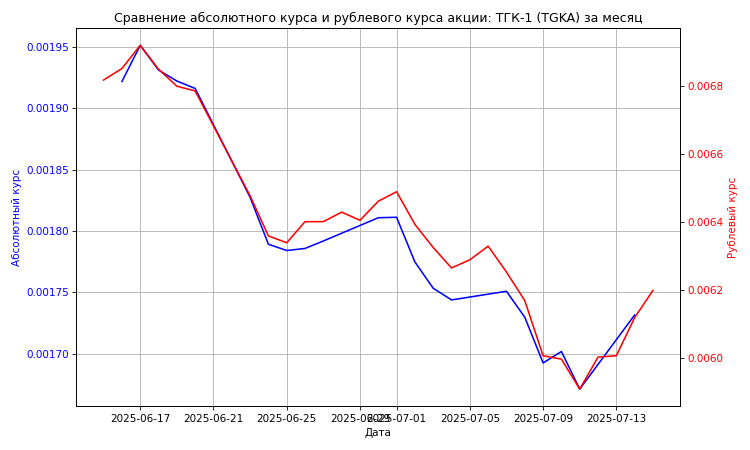 Сравнение абсолютного курса и рублевого курса акции: ТГК-1 (TGKA) за месяц
0.00195
0.00190
0.00185
0.00180
0.00175
0.00170
Абсолютный курс
0.0068
0.0066
0.0064
0.0062
0.0060
Рублевый курс
2025-06-17 2025-06-21 2025-06-25 2025-06-29 2025-07-01 2025-07-05 2025-07-09 2025-07-13
Дата